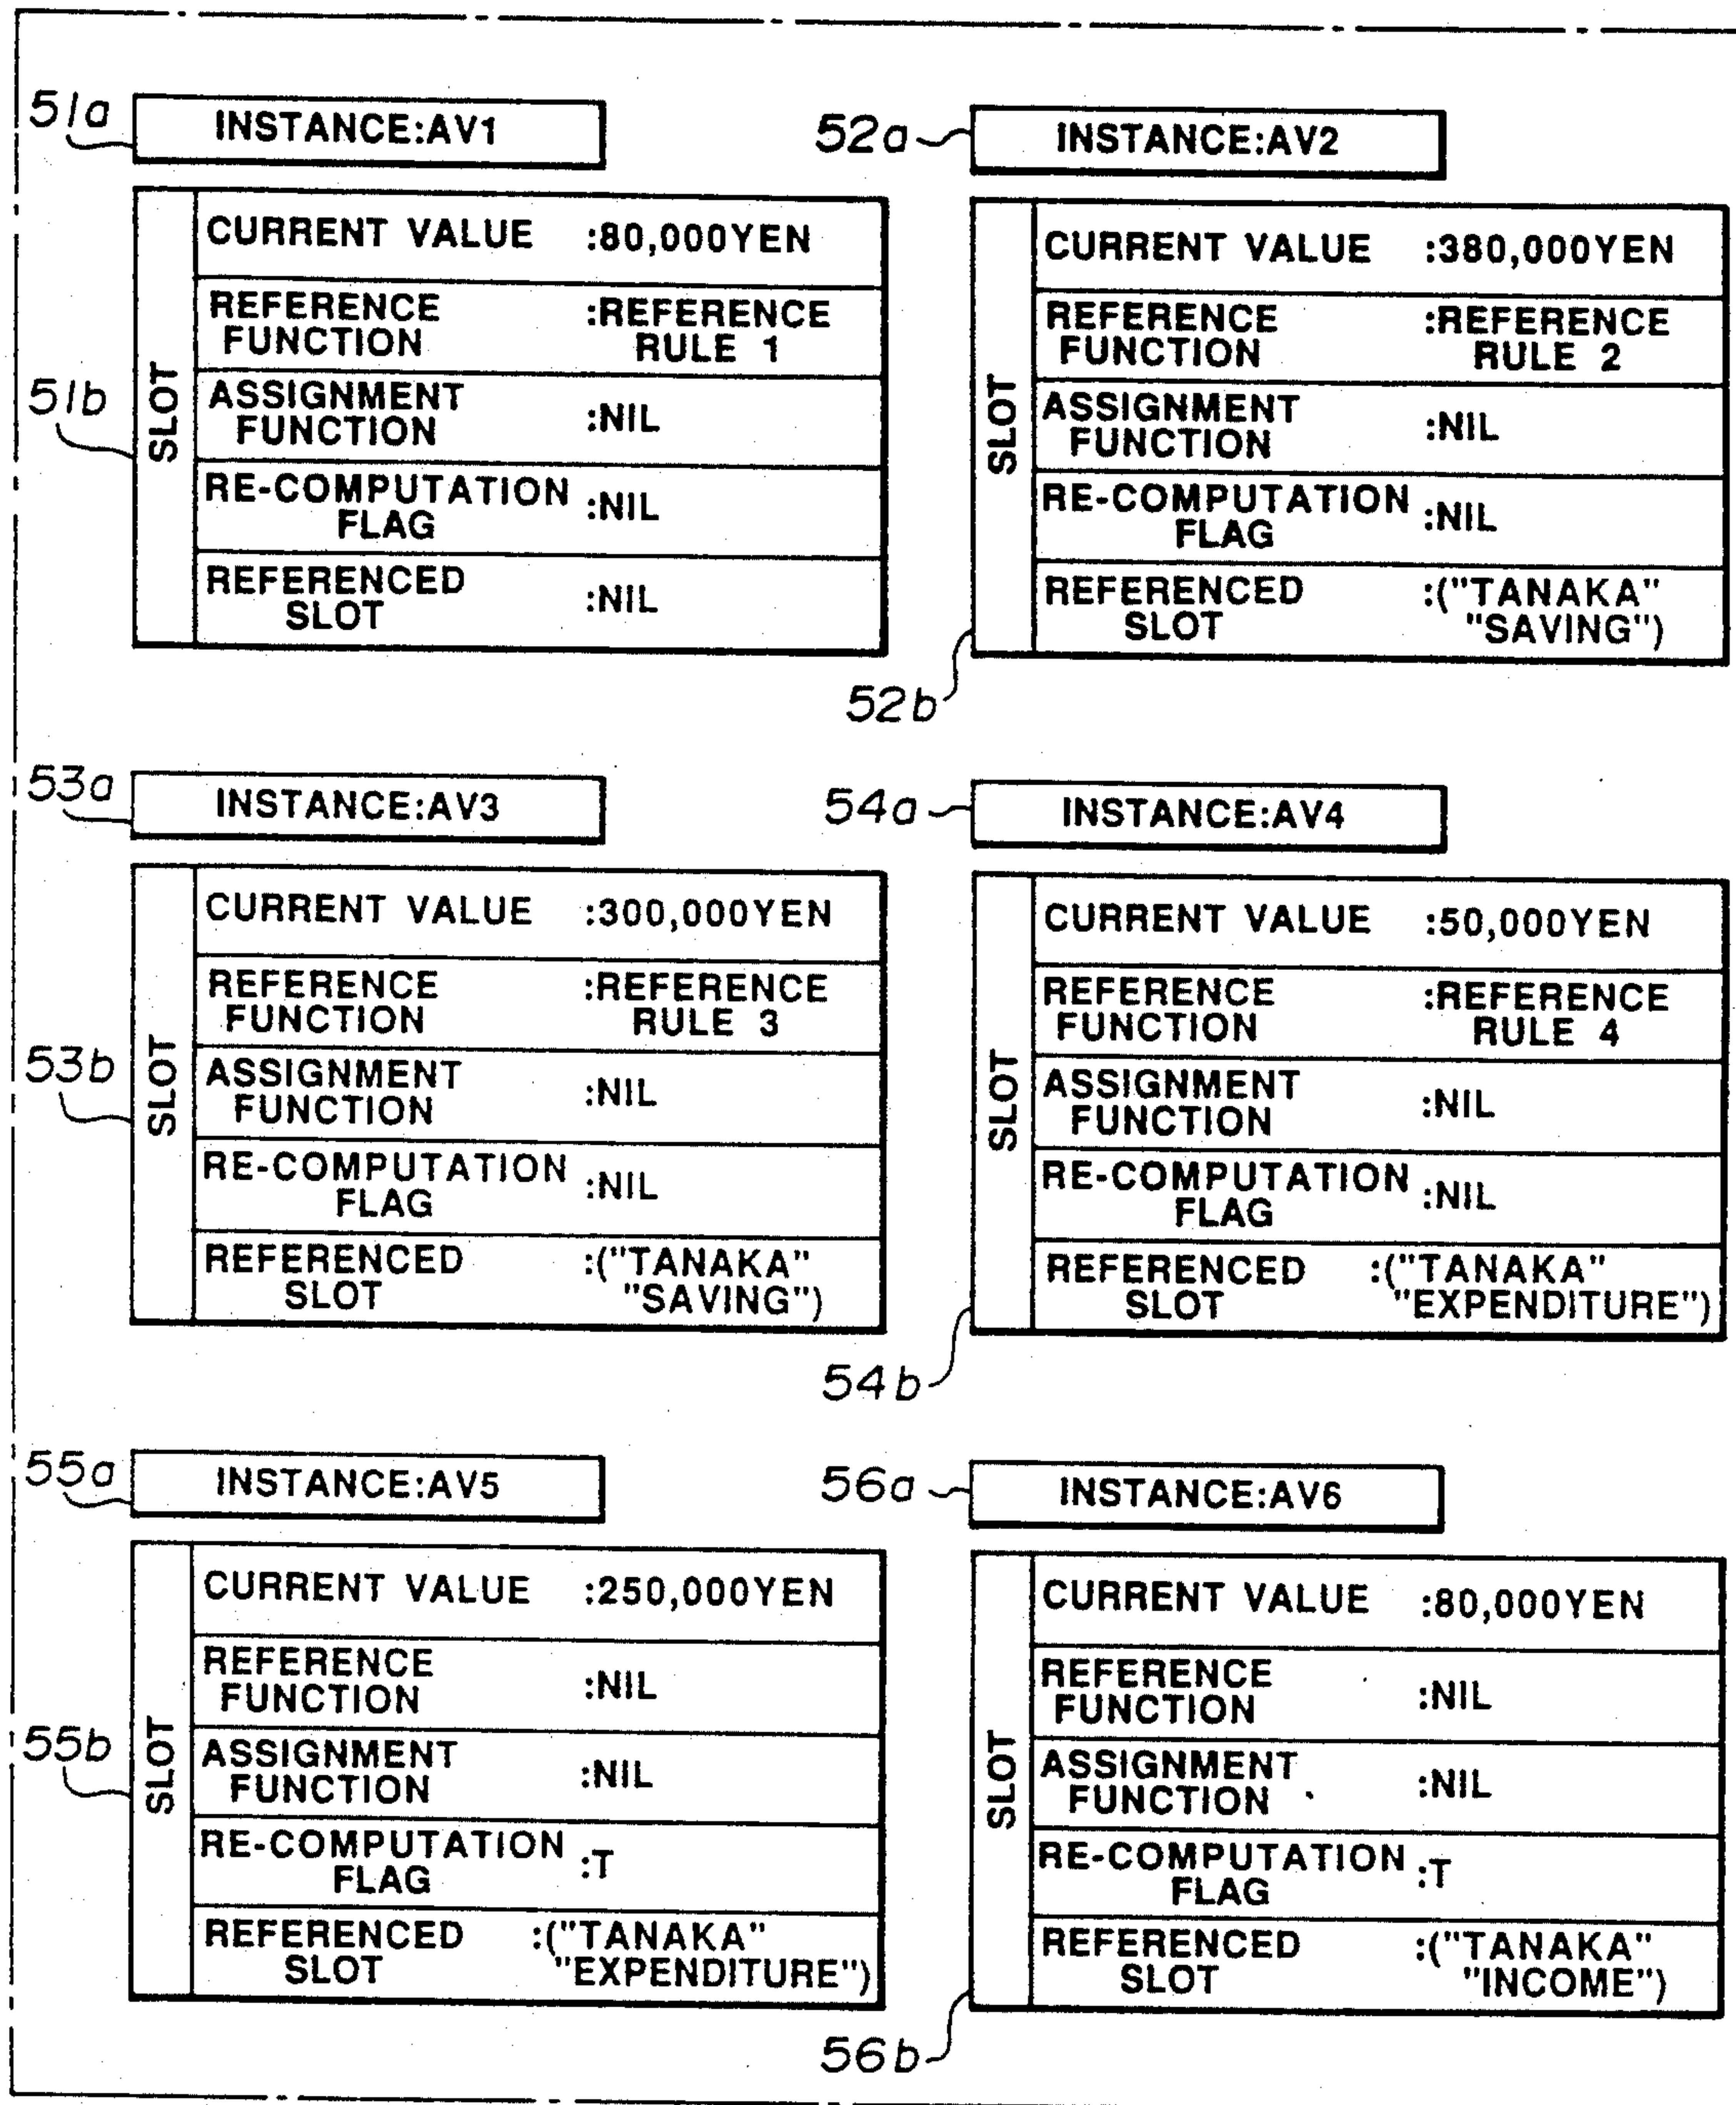 51a
INSTANCE:AV1
51b
SLOT
CURRENT VALUE :80,000YEN
REFERENCE :REFERENCE
FUNCTION RULE 1
ASSIGNMENT
FUNCTION :NIL
RE-COMPUTATION
FLAG :NIL
REFERENCED
SLOT :NIL
52a
INSTANCE:AV2
52b
SLOT
CURRENT VALUE :380,000YEN
REFERENCE :REFERENCE
FUNCTION RULE 2
ASSIGNMENT
FUNCTION :NIL
RE-COMPUTATION
FLAG :NIL
REFERENCED :("TANAKA"
SLOT "SAVING")
53a
INSTANCE:AV3
53b
SLOT
CURRENT VALUE :300,000YEN
REFERENCE :REFERENCE
FUNCTION RULE 3
ASSIGNMENT
FUNCTION :NIL
RE-COMPUTATION
FLAG :NIL
REFERENCED :("TANAKA"
SLOT "SAVING")
54a
INSTANCE:AV4
54b
SLOT
CURRENT VALUE :50,000YEN
REFERENCE :REFERENCE
FUNCTION RULE 4
ASSIGNMENT
FUNCTION :NIL
RE-COMPUTATION
FLAG :NIL
REFERENCED :("TANAKA"
SLOT "EXPENDITURE")
55a
INSTANCE:AV5
55b
SLOT
CURRENT VALUE :250,000YEN
REFERENCE
FUNCTION :NIL
ASSIGNMENT
FUNCTION :NIL
RE-COMPUTATION
FLAG :T
REFERENCED :("TANAKA"
SLOT "EXPENDITURE")
56a
INSTANCE:AV6
56b
SLOT
CURRENT VALUE :80,000YEN
REFERENCE
FUNCTION :NIL
ASSIGNMENT
FUNCTION :NIL
RE-COMPUTATION
FLAG :T
REFERENCED :("TANAKA"
SLOT "INCOME")